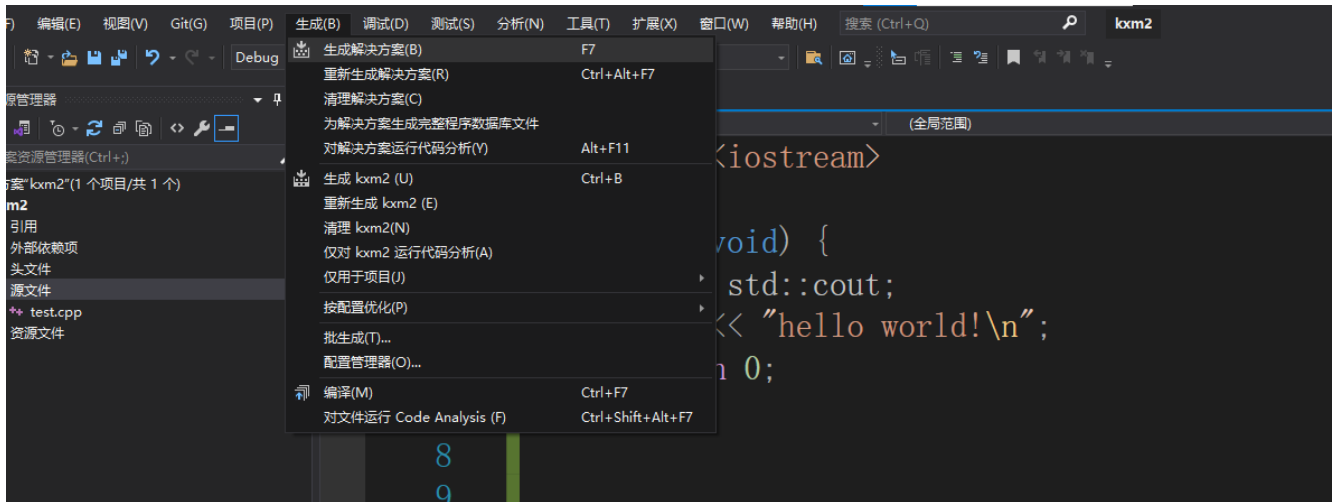 F) 编辑(E) 视图(V) Git(G) 项目(P) 生成(B) 调试(D) 测试(S) 分析(N) 工具(T) 扩展(X) 窗口(W) 帮助(H) 搜索 (Ctrl+Q) kxm2
Debug
生成解决方案(B) F7
重新生成解决方案(R) Ctrl+Alt+F7
清理解决方案(C)
为解决方案生成完整程序数据库文件
对解决方案运行代码分析(Y) Alt+F11
生成 kxm2 (U) Ctrl+B
重新生成 kxm2 (E)
清理 kxm2(N)
仅对 kxm2 运行代码分析(A)
仅用于项目(J)
按配置优化(P)
批生成(T)...
配置管理器(O)...
编译(M) Ctrl+F7
对文件运行 Code Analysis (F) Ctrl+Shift+Alt+F7
源管理器
案资源管理器(Ctrl+;)
方案"kxm2"(1 个项目/共 1 个)
m2
引用
外部依赖项
头文件
源文件
++ test.cpp
资源文件
(全局范围)
<iostream>
void) {
std::cout;
<< "hello world!\n";
n 0;
8
9